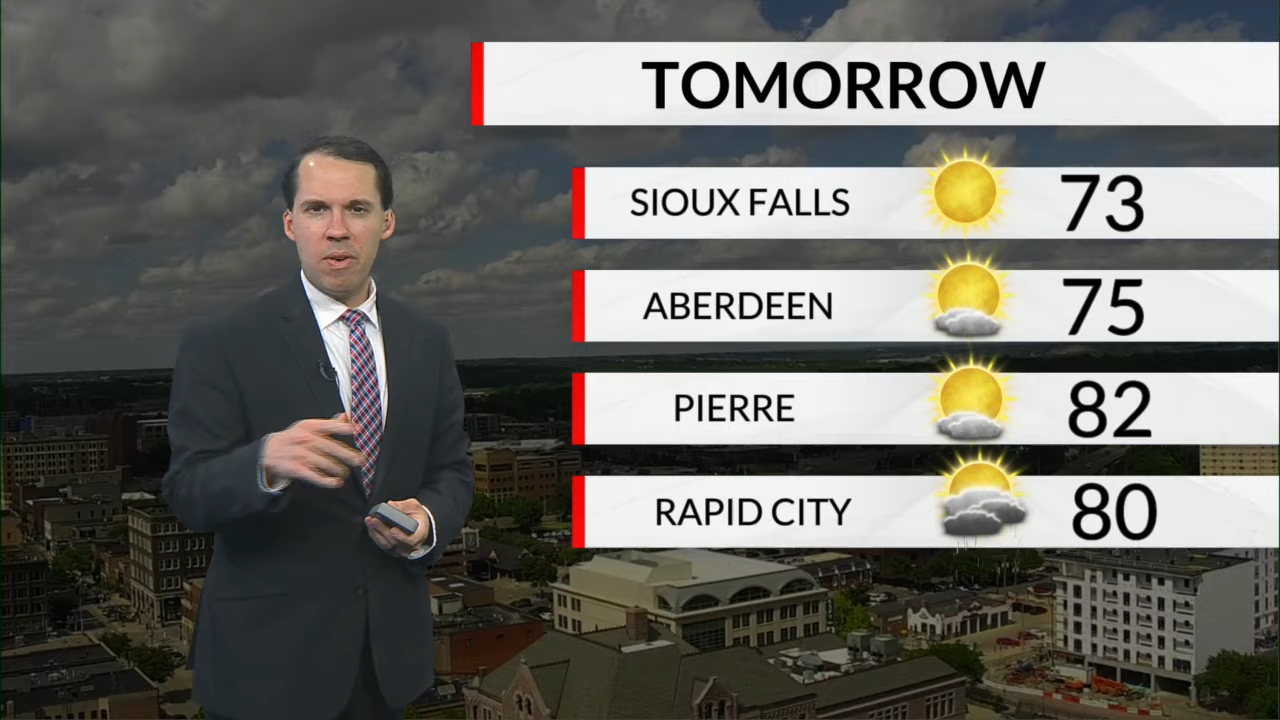 TOMORROW
SIOUX FALLS 73
ABERDEEN 75
PIERRE 82
RAPID CITY 80